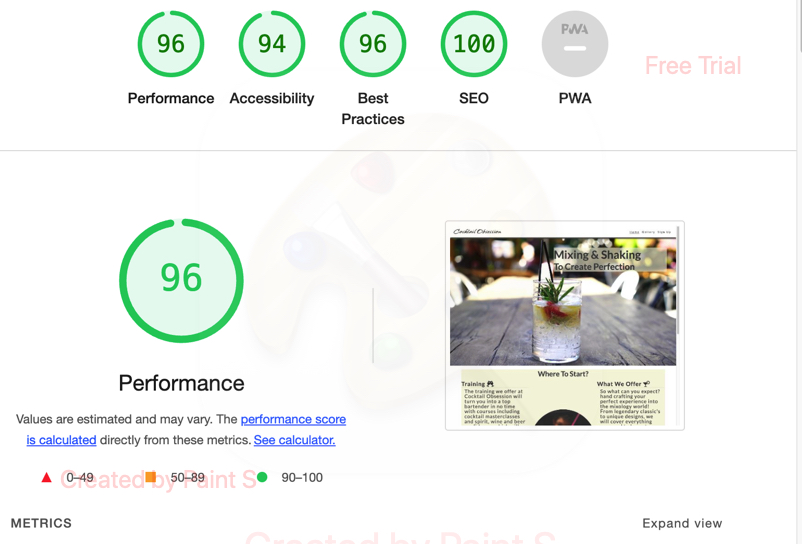 96 94 96 100 PWA
Performance Accessibility Best Practices SEO PWA
Free Trial
96
Performance
Values are estimated and may vary. The performance score
is calculated directly from these metrics. See calculator.
0–49 50–89 90–100
Created by Paint S
Cocktail Obsession
Mixing & Shaking
To Create Perfection
Where To Start?
Training
The training we offer at
Cocktail Obsession will
turn you into a top
bartender in no time
with courses including
cocktail masterclasses
and spirit, wine and beer
What We Offer
So what can you expect?
hand crafting your
perfect experience into
the mixology world!
From legendary classic's
to unique designs, we
will cover everything
METRICS
Expand view
Created by Paint S